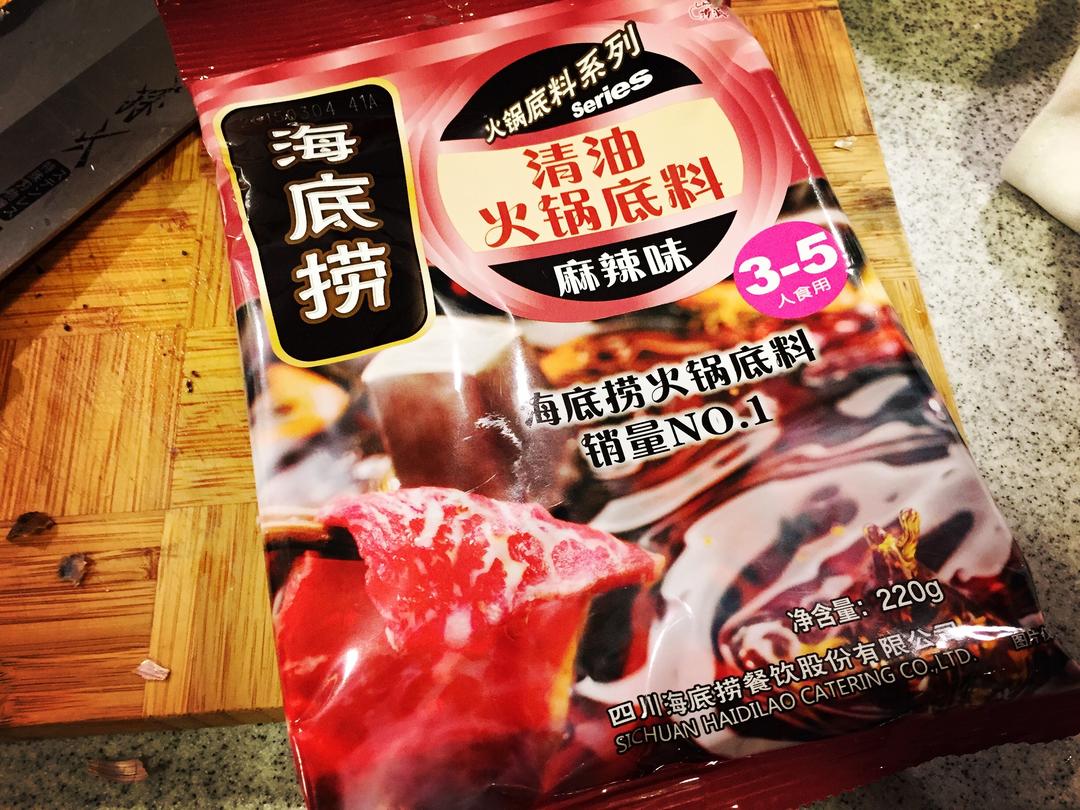 海底捞
火锅底料系列
Series
清油
火锅底料
麻辣味
3-5
人食用
海底捞火锅底料
销量NO.1
净含量：220g
四川海底捞餐饮股份有限公司
SICHUAN HAIDILAO CATERING CO.,LTD.
图片仅